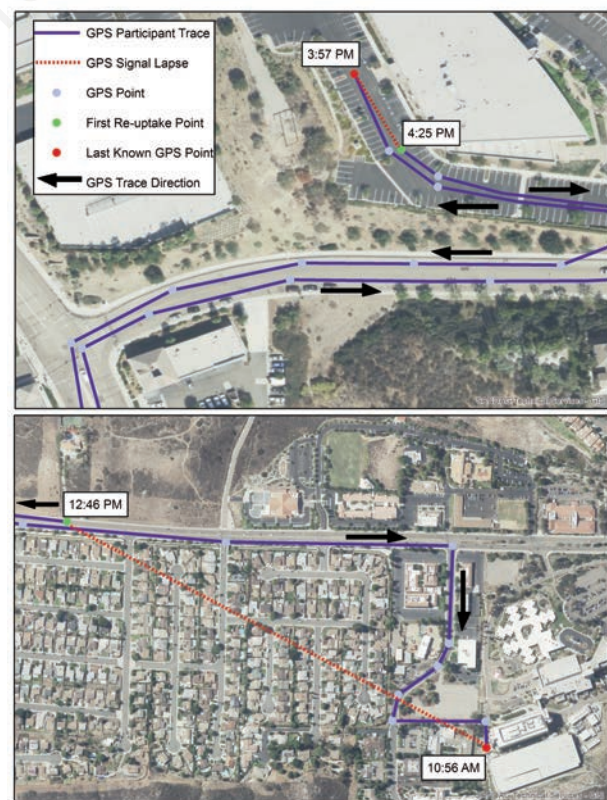 GPS Participant Trace
GPS Signal Lapse
GPS Point
First Re-uptake Point
Last Known GPS Point
GPS Trace Direction
3:57 PM
4:25 PM
12:46 PM
10:56 AM